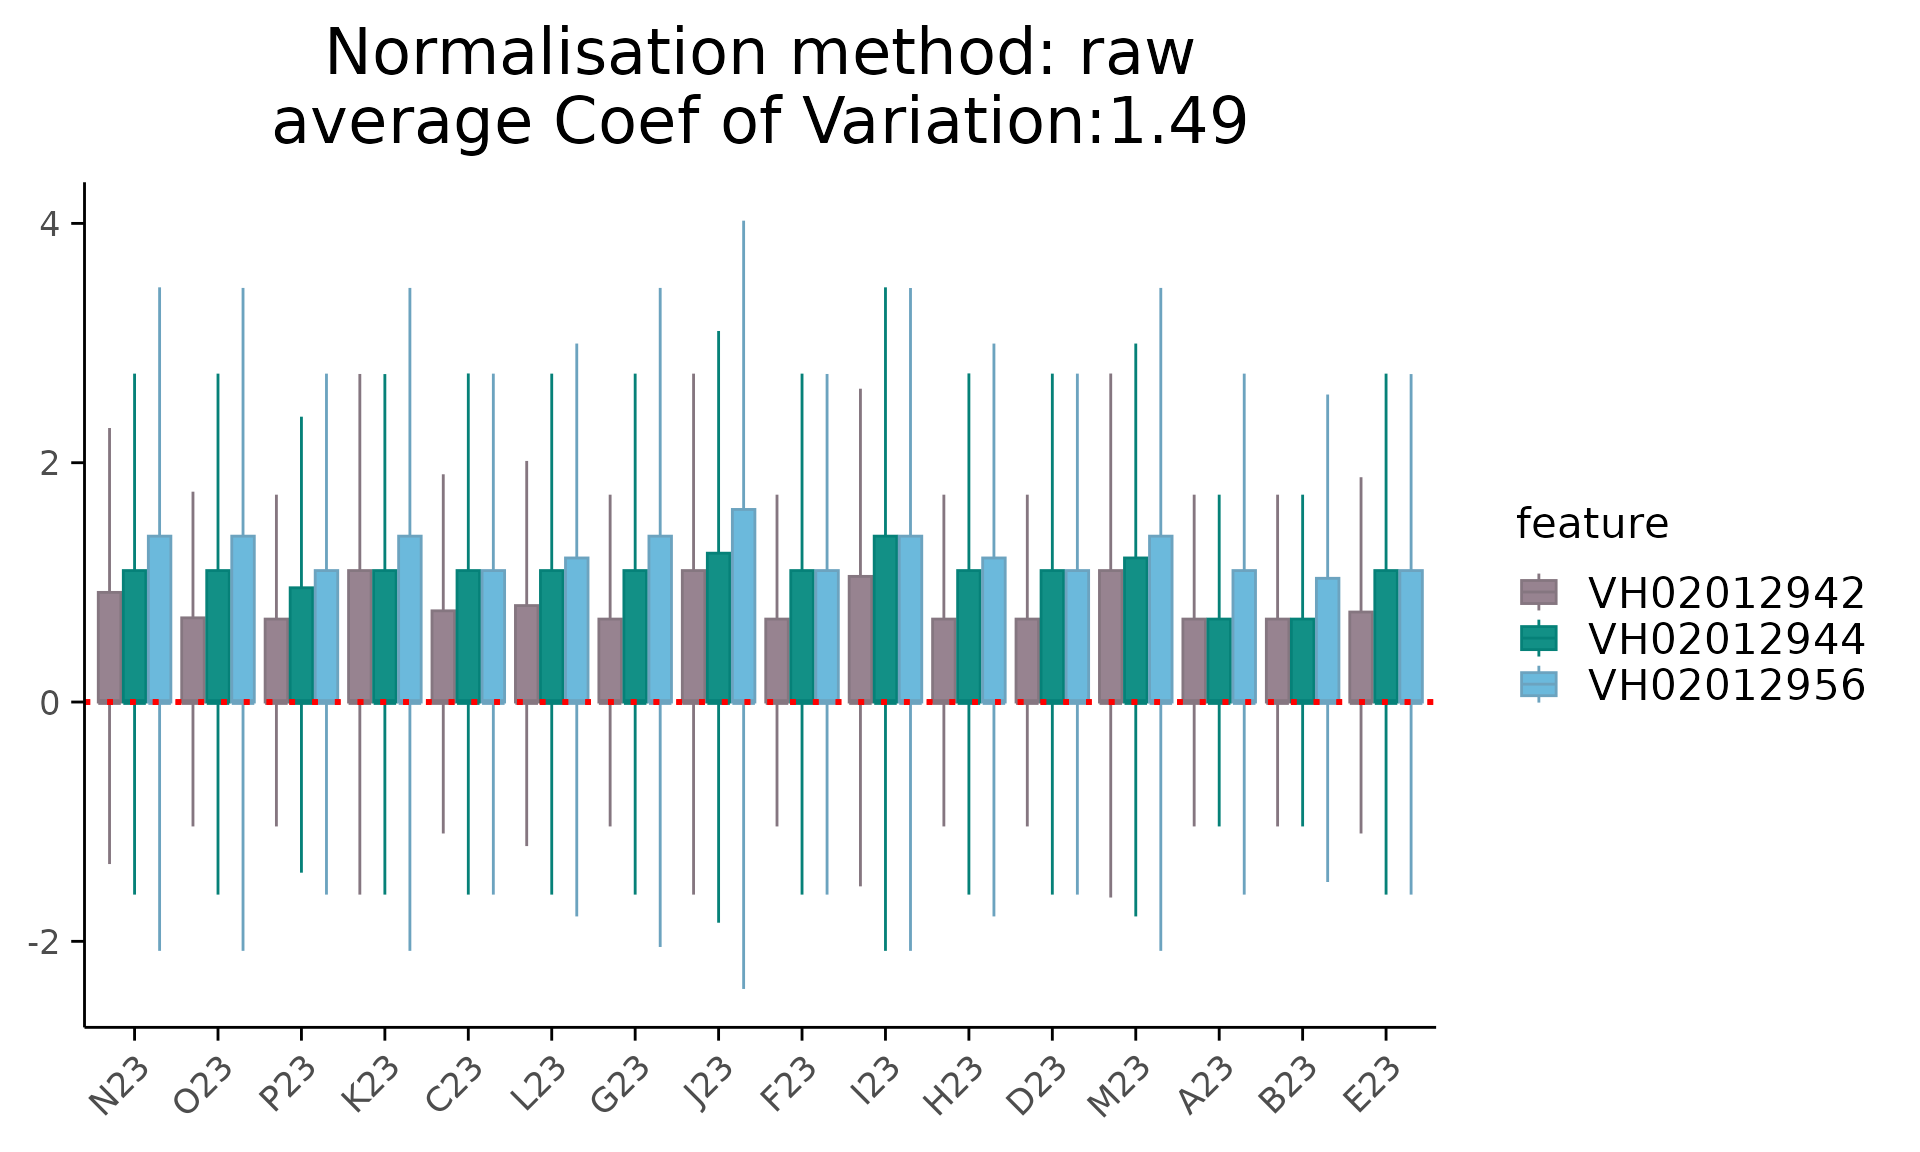 Normalisation method: raw
average Coef of Variation:1.49
4
2
0
-2
N23
O23
P23
K23
C23
L23
G23
J23
F23
I23
H23
D23
M23
A23
B23
E23
feature
VH02012942
VH02012944
VH02012956